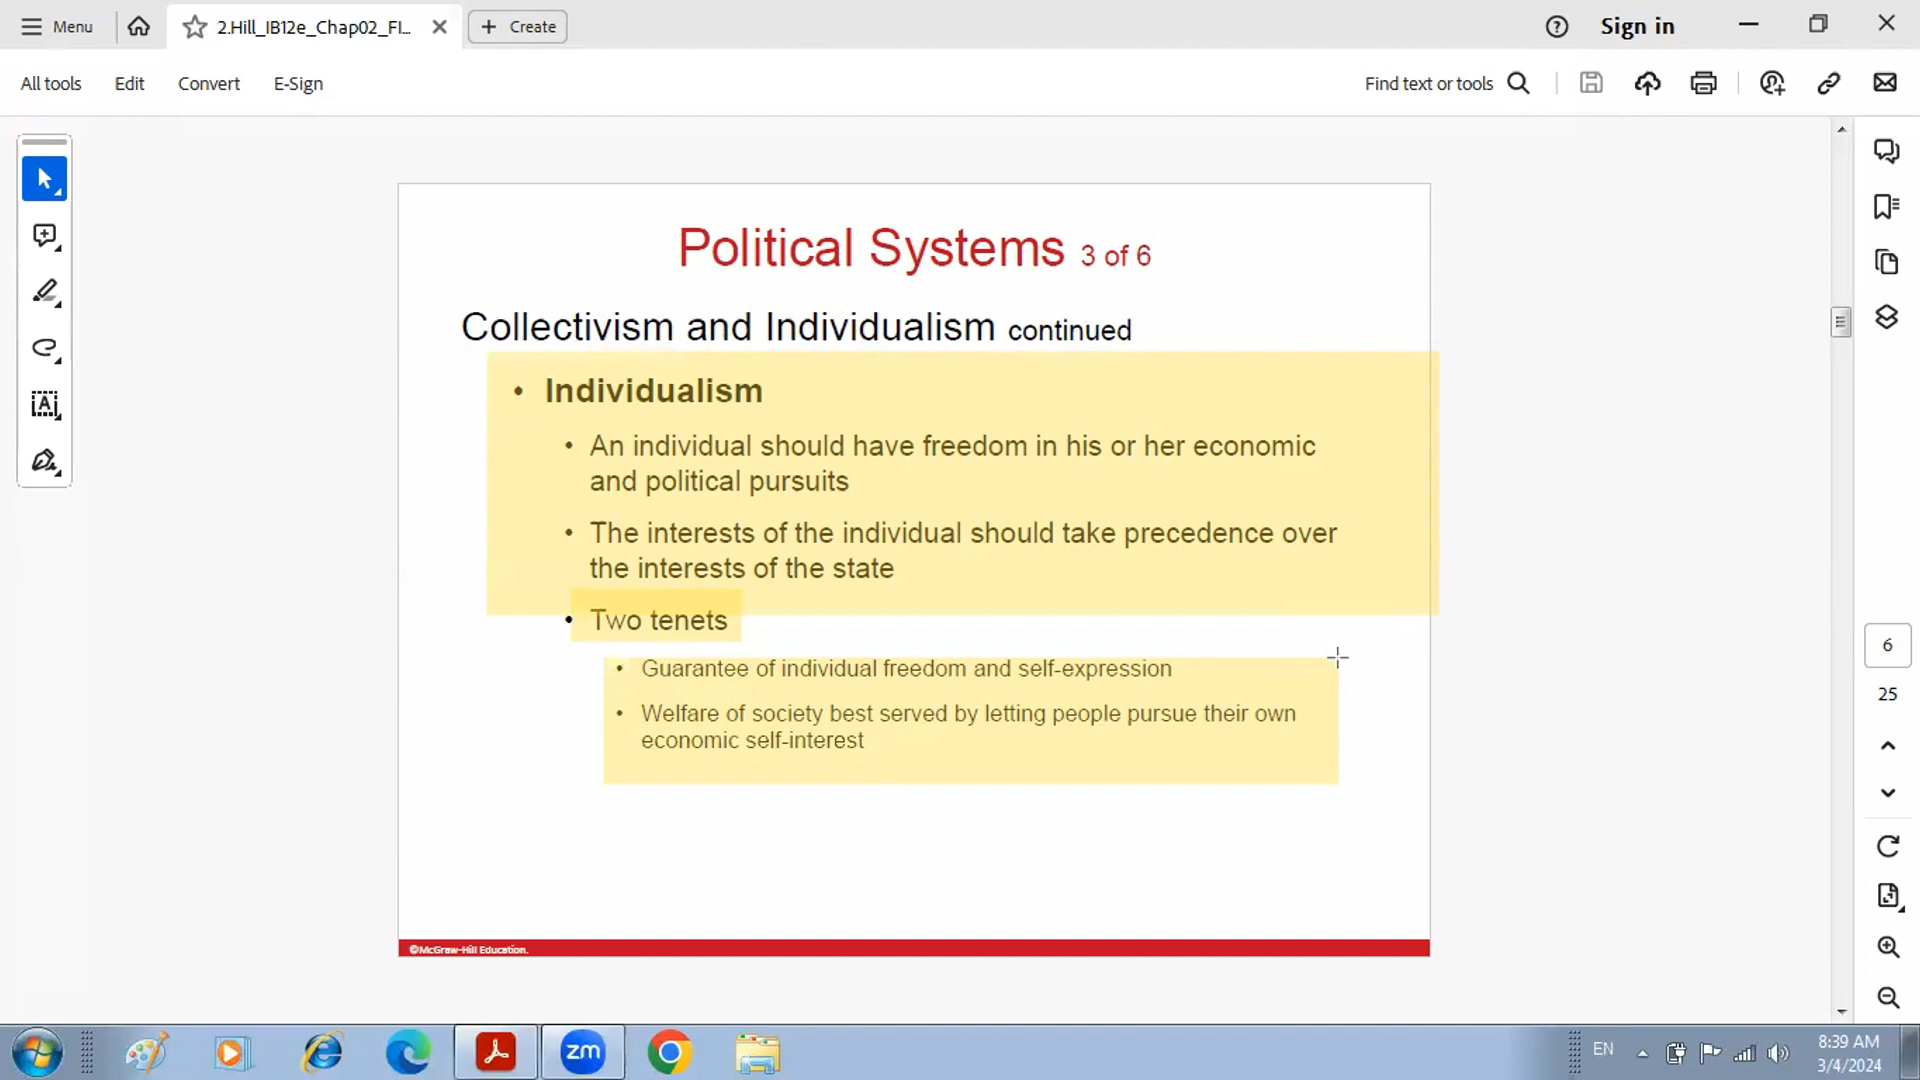 Menu
2.Hill_IB12e_Chap02_FI...
Create
Sign in
All tools
Edit
Convert
E-Sign
Find text or tools
Political Systems 3 of 6
Collectivism and Individualism continued
• Individualism
• An individual should have freedom in his or her economic
and political pursuits
• The interests of the individual should take precedence over
the interests of the state
• Two tenets
• Guarantee of individual freedom and self-expression
• Welfare of society best served by letting people pursue their own
economic self-interest
©McGraw-Hill Education.
6
25
zm
EN
8:39 AM
3/4/2024